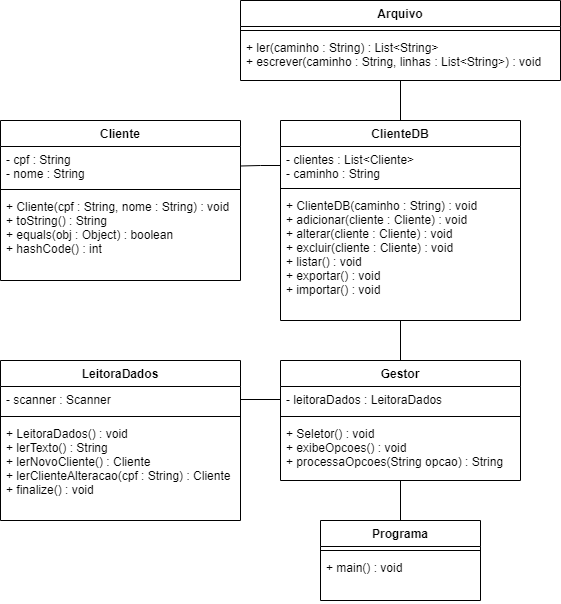 Arquivo
+ ler(caminho : String) : List<String>
+ escrever(caminho : String, linhas : List<String>) : void
Cliente
- cpf : String
- nome : String
+ Cliente(cpf : String, nome : String) : void
+ toString() : String
+ equals(obj : Object) : boolean
+ hashCode() : int
ClienteDB
- clientes : List<Cliente>
- caminho : String
+ ClienteDB(caminho : String) : void
+ adicionar(cliente : Cliente) : void
+ alterar(cliente : Cliente) : void
+ excluir(cliente : Cliente) : void
+ listar() : void
+ exportar() : void
+ importar() : void
LeitoraDados
- scanner : Scanner
+ LeitoraDados() : void
+ lerTexto() : String
+ lerNovoCliente() : Cliente
+ lerClienteAlteracao(cpf : String) : Cliente
+ finalize() : void
Gestor
- leitoraDados : LeitoraDados
+ Seletor() : void
+ exibeOpcoes() : void
+ processaOpcoes(String opcao) : String
Programa
+ main() : void